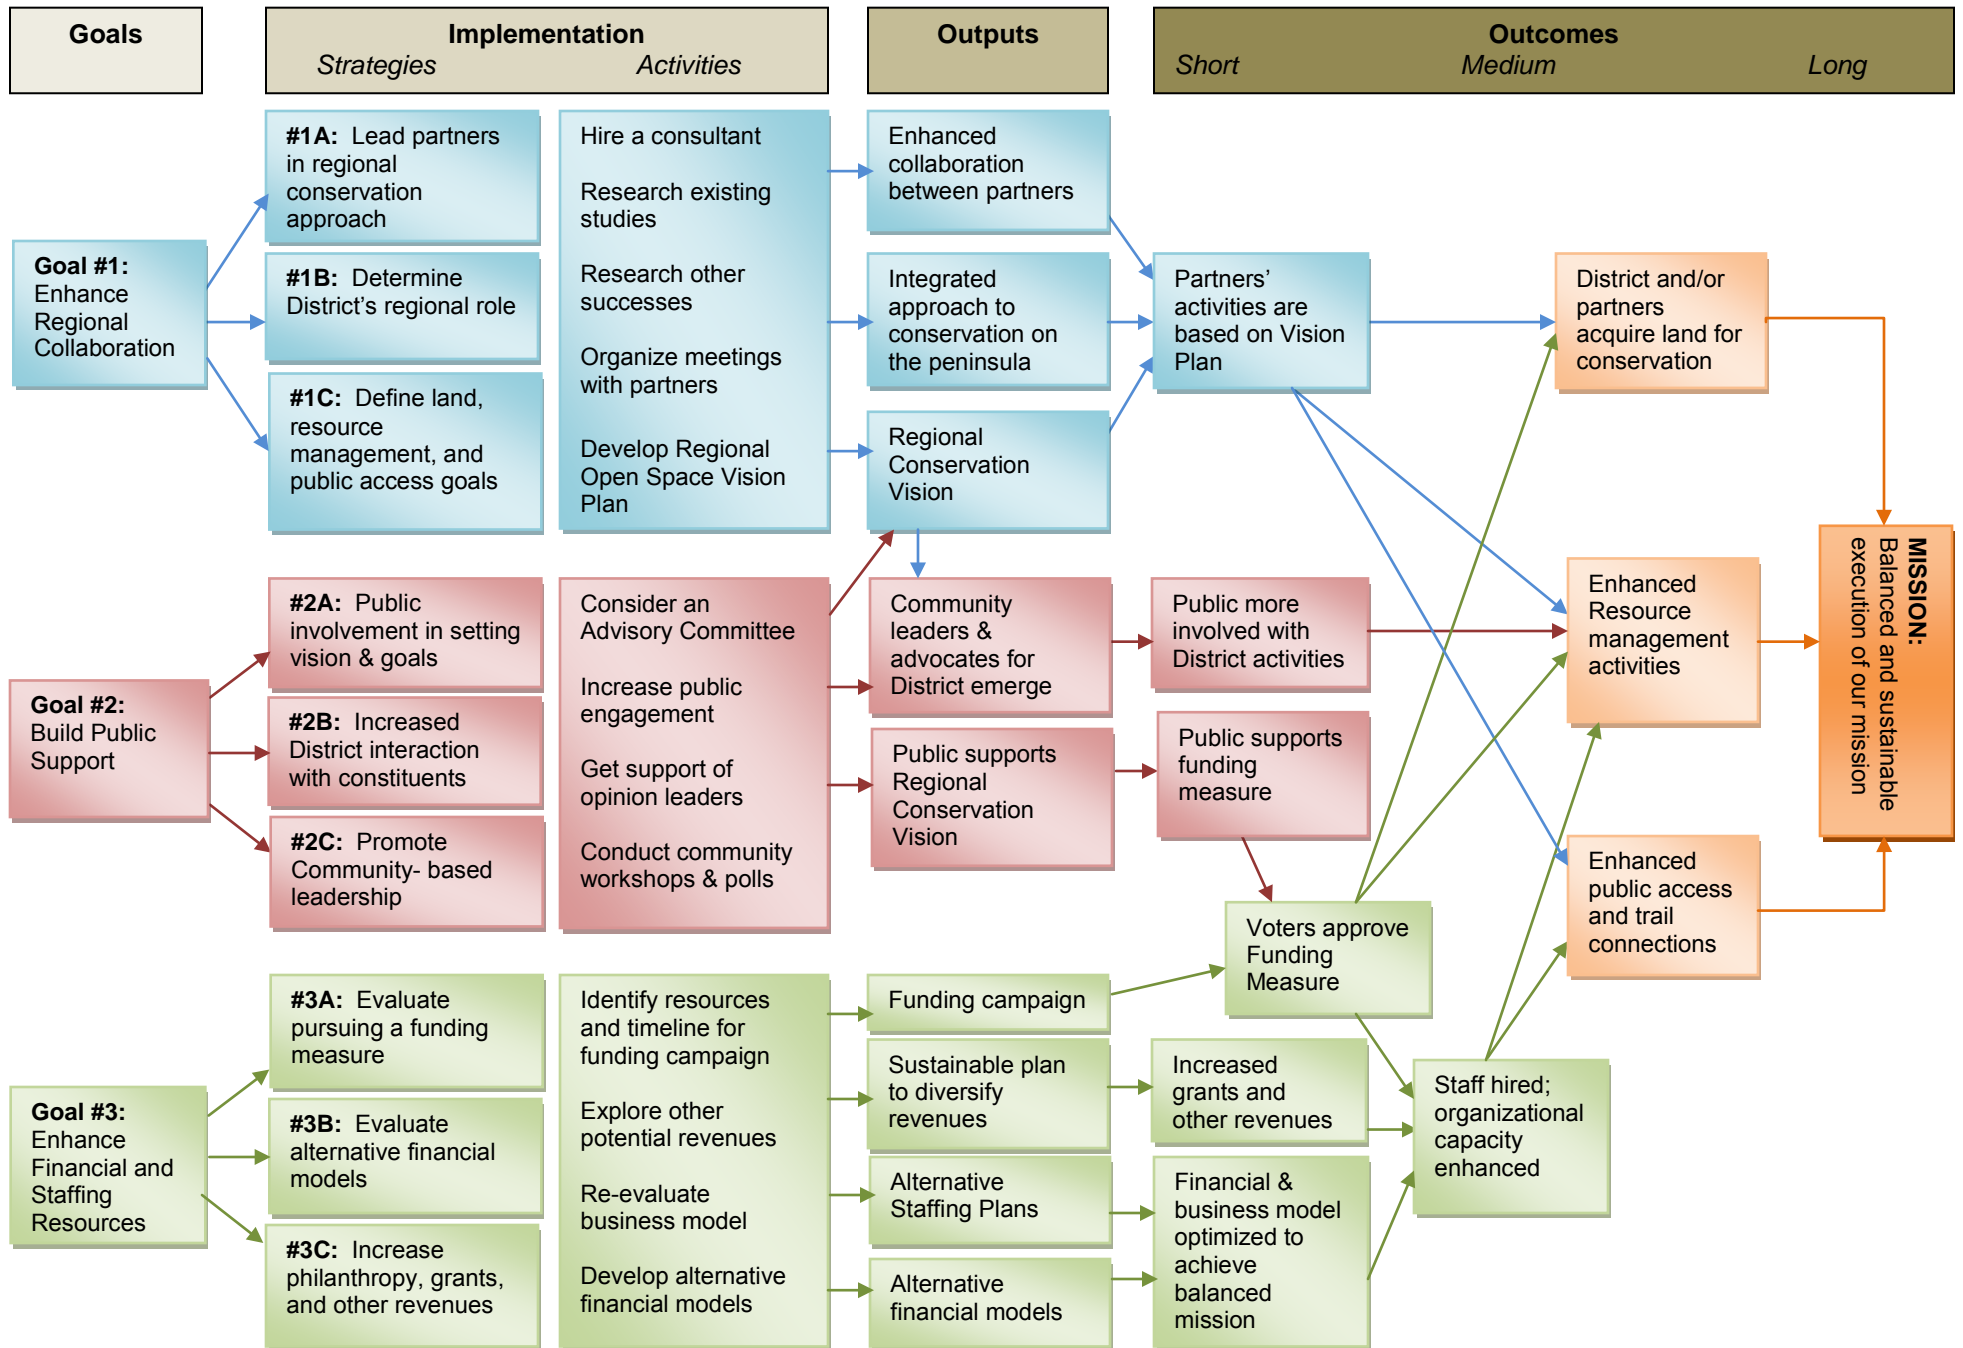 Goals
Implementation
Strategies Activities
Outputs
Outcomes
Short Medium Long
Goal #1:
Enhance
Regional
Collaboration
#1A: Lead partners
in regional
conservation
approach
#1B: Determine
District's regional role
#1C: Define land,
resource
management, and
public access goals
Hire a consultant
Research existing
studies
Research other
successes
Organize meetings
with partners
Develop Regional
Open Space Vision
Plan
Enhanced
collaboration
between partners
Integrated
approach to
conservation on
the peninsula
Regional
Conservation
Vision
Partners'
activities are
based on Vision
Plan
District and/or
partners
acquire land for
conservation
Goal #2:
Build Public
Support
#2A: Public
involvement in setting
vision & goals
#2B: Increased
District interaction
with constituents
#2C: Promote
Community- based
leadership
Consider an
Advisory Committee
Increase public
engagement
Get support of
opinion leaders
Conduct community
workshops & polls
Community
leaders &
advocates for
District emerge
Public supports
Regional
Conservation
Vision
Public more
involved with
District activities
Public supports
funding
measure
Enhanced
Resource
management
activities
Goal #3:
Enhance
Financial and
Staffing
Resources
#3A: Evaluate
pursuing a funding
measure
#3B: Evaluate
alternative financial
models
#3C: Increase
philanthropy, grants,
and other revenues
Identify resources
and timeline for
funding campaign
Explore other
potential revenues
Re-evaluate
business model
Develop alternative
financial models
Funding campaign
Sustainable plan
to diversify
revenues
Alternative
Staffing Plans
Alternative
financial models
Voters approve
Funding
Measure
Increased
grants and
other revenues
Financial &
business model
optimized to
achieve
balanced
mission
Staff hired;
organizational
capacity
enhanced
Enhanced
public access
and trail
connections
MISSION:
Balanced and sustainable
execution of our mission